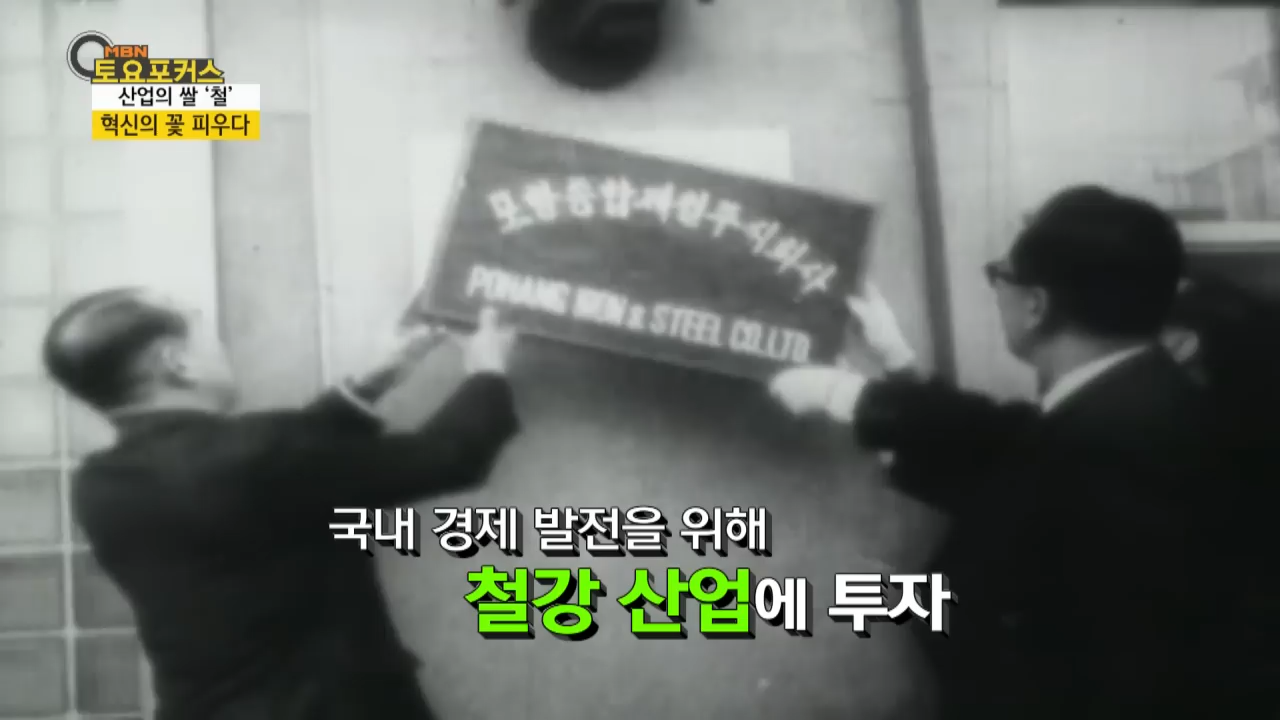 MBN
토요포커스
산업의 쌀 ‘철’
혁신의 꽃 피우다
포항종합제철주식회사
POHANG IRON & STEEL CO.LTD.
국내 경제 발전을 위해
철강 산업에 투자